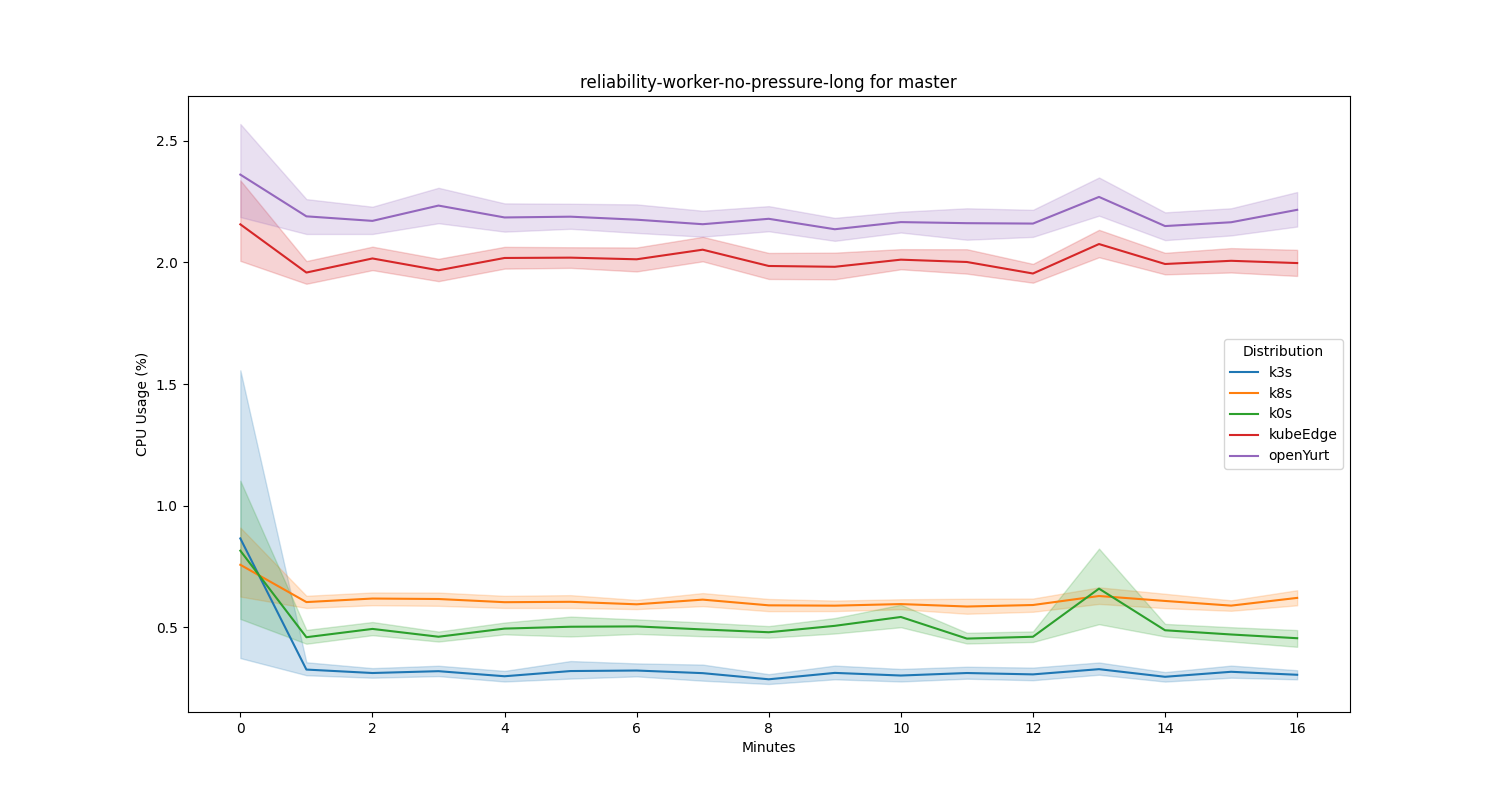 reliability-worker-no-pressure-long for master
2.5
2.0
1.5
1.0
0.5
CPU Usage (%)
Distribution
k3s
k8s
k0s
kubeEdge
openYurt
0 2 4 6 8 10 12 14 16
Minutes